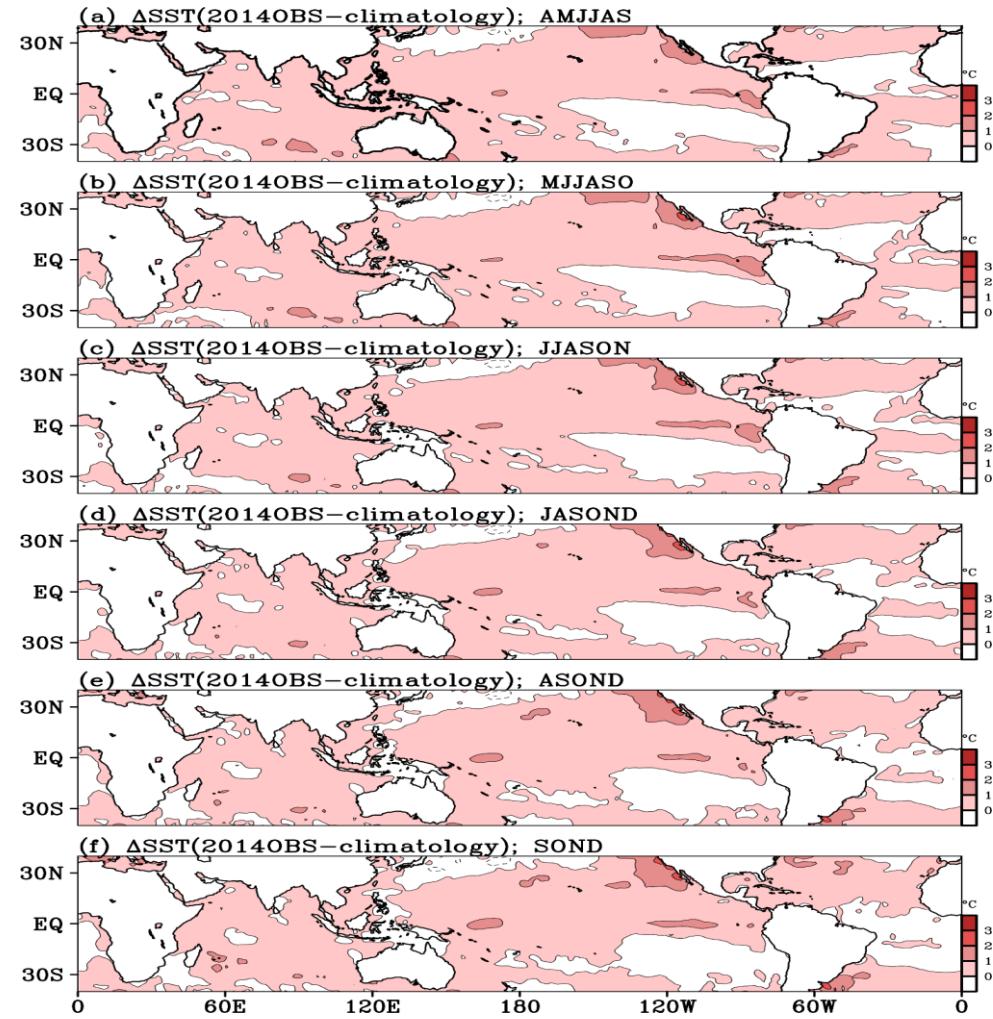 (a) ΔSST(2014OBS−climatology); AMJJAS
30N
EQ
30S
°C
3
2
1
0
(b) ΔSST(2014OBS−climatology); MJJASO
30N
EQ
30S
°C
3
2
1
0
(c) ΔSST(2014OBS−climatology); JJASON
30N
EQ
30S
°C
3
2
1
0
(d) ΔSST(2014OBS−climatology); JASOND
30N
EQ
30S
°C
3
2
1
0
(e) ΔSST(2014OBS−climatology); ASOND
30N
EQ
30S
°C
3
2
1
0
(f) ΔSST(2014OBS−climatology); SOND
30N
EQ
30S
°C
3
2
1
0
0 60E 120E 180 120W 60W 0